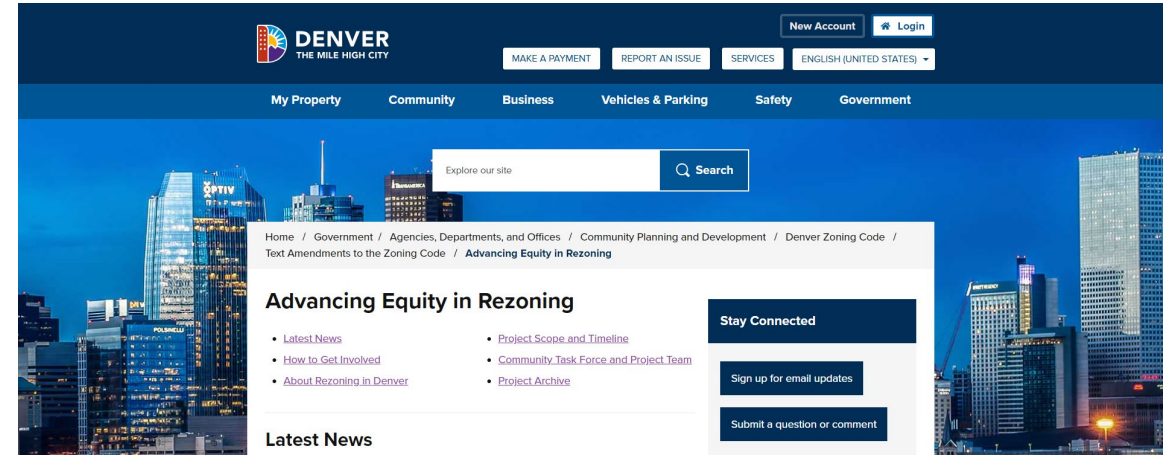 New Account
Login
DENVER
THE MILE HIGH CITY
MAKE A PAYMENT
REPORT AN ISSUE
SERVICES
ENGLISH (UNITED STATES)
My Property
Community
Business
Vehicles & Parking
Safety
Government
Explore our site
Search
OPTIV
TRANSAMERICA
POLSINELLI
Home / Government / Agencies, Departments, and Offices / Community Planning and Development / Denver Zoning Code /
Text Amendments to the Zoning Code / Advancing Equity in Rezoning
Advancing Equity in Rezoning
• Latest News
• How to Get Involved
• About Rezoning in Denver
• Project Scope and Timeline
• Community Task Force and Project Team
• Project Archive
Stay Connected
Sign up for email updates
Submit a question or comment
Latest News